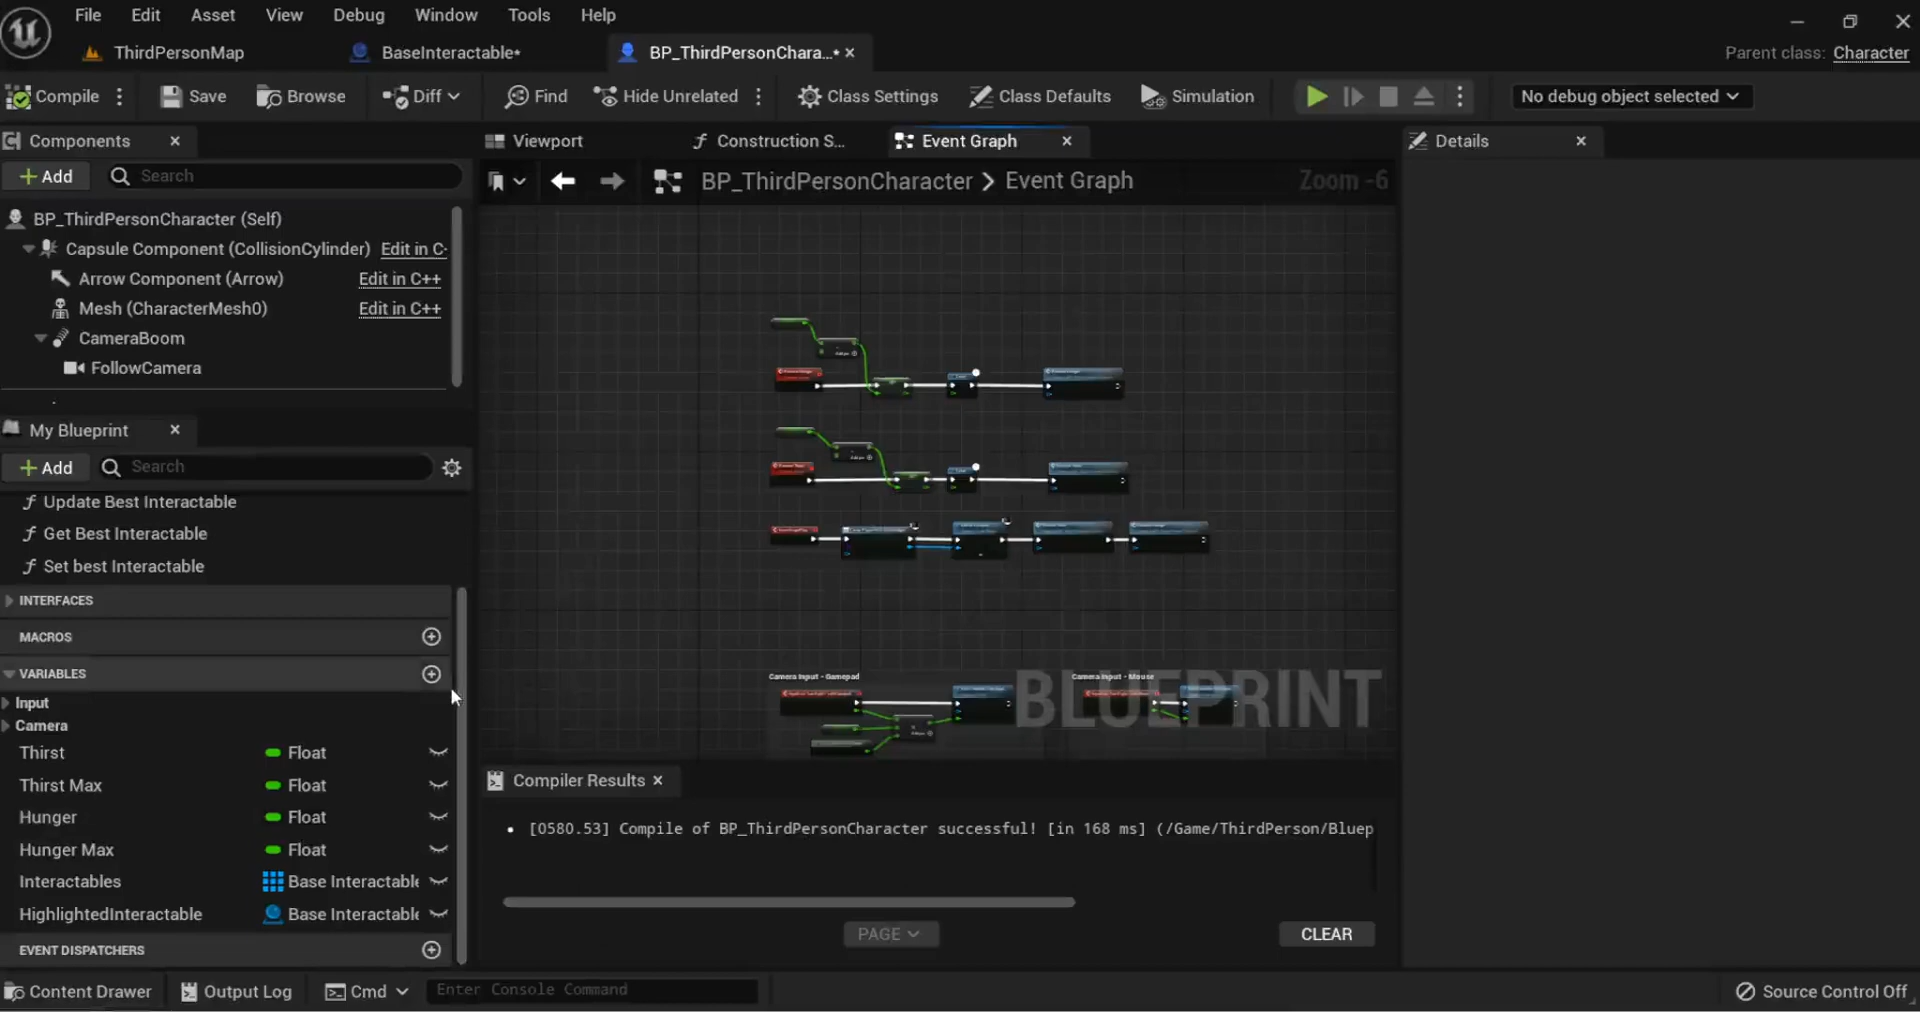 File Edit Asset View Debug Window Tools Help
ThirdPersonMap BaseInteractable* BP_ThirdPersonChara...* Parent class: Character
Compile Save Browse Diff Find Hide Unrelated Class Settings Class Defaults Simulation No debug object selected
Components Viewport Construction S... Event Graph Details
Add Search BP_ThirdPersonCharacter > Event Graph Zoom -6
BP_ThirdPersonCharacter (Self)
Capsule Component (CollisionCylinder) Edit in C
Arrow Component (Arrow) Edit in C++
Mesh (CharacterMesh0) Edit in C++
CameraBoom
FollowCamera
My Blueprint
Add Search
Update Best Interactable
Get Best Interactable
Set best Interactable
INTERFACES
MACROS
VARIABLES
Input
Camera
Thirst Float
Thirst Max Float
Hunger Float
Hunger Max Float
Interactables Base Interactable
HighlightedInteractable Base Interactable
EVENT DISPATCHERS
Camera Input - Gamepad Camera Input - Mouse
BLUEPRINT
Compiler Results
[0580.53] Compile of BP_ThirdPersonCharacter successful! [in 168 ms] (/Game/ThirdPerson/Bluep
PAGE CLEAR
Content Drawer Output Log Cmd Enter Console Command Source Control Off